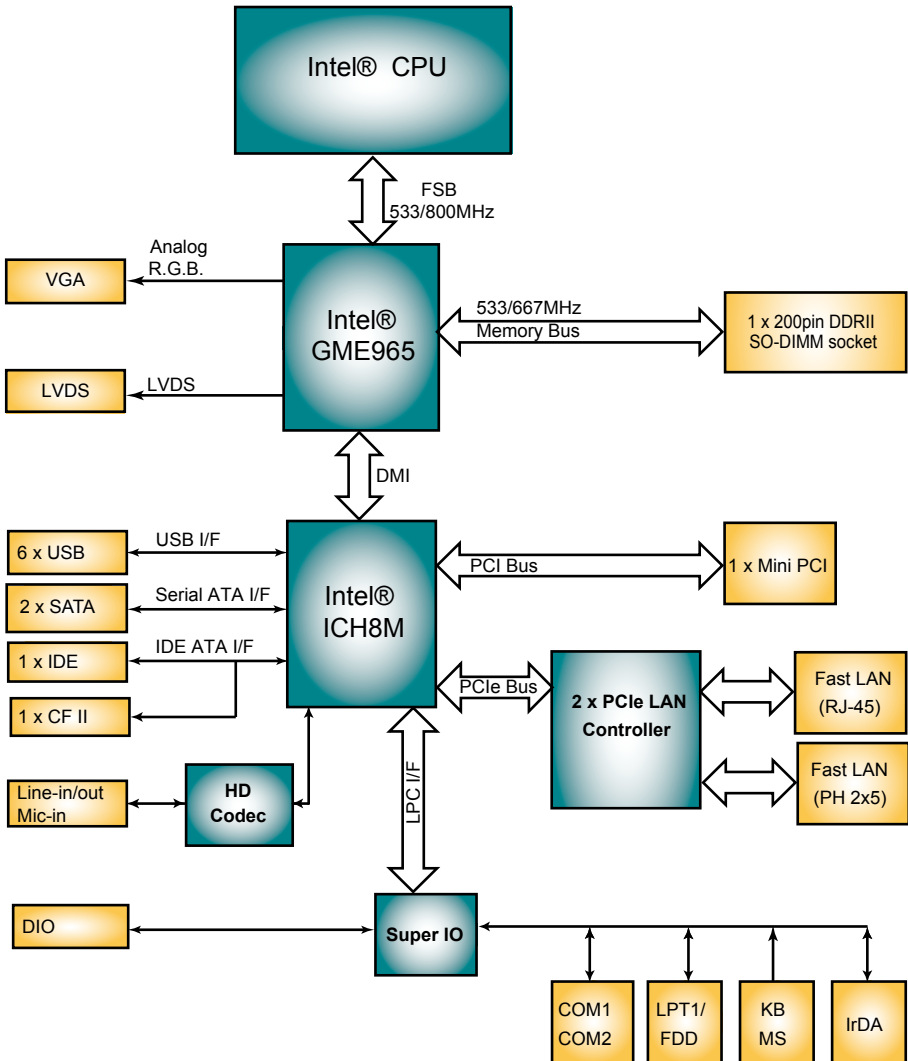 Intel® CPU
FSB
533/800MHz
Analog
R.G.B.
VGA
Intel®
GME965
533/667MHz
Memory Bus
1 x 200pin DDRII
SO-DIMM socket
LVDS
LVDS
DMI
6 x USB
USB I/F
2 x SATA
Serial ATA I/F
1 x IDE
IDE ATA I/F
1 x CF II
Intel®
ICH8M
PCI Bus
1 x Mini PCI
PCIe Bus
2 x PCIe LAN
Controller
Fast LAN
(RJ-45)
Fast LAN
(PH 2x5)
Line-in/out
Mic-in
HD
Codec
LPC I/F
DIO
Super IO
COM1
COM2
LPT1/
FDD
KB
MS
IrDA